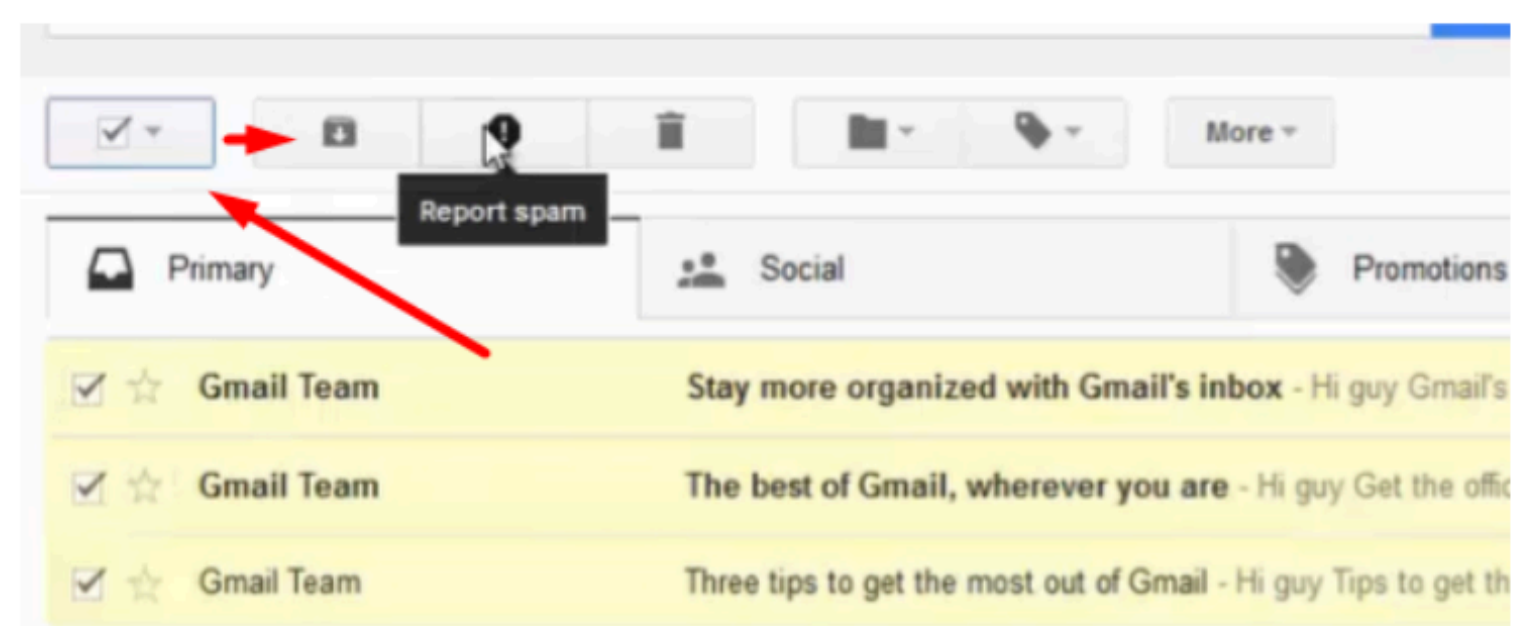 More
Report spam
Primary Social Promotions
Gmail Team Stay more organized with Gmail's inbox - Hi guy Gmail's
Gmail Team The best of Gmail, wherever you are - Hi guy Get the offic
Gmail Team Three tips to get the most out of Gmail - Hi guy Tips to get th